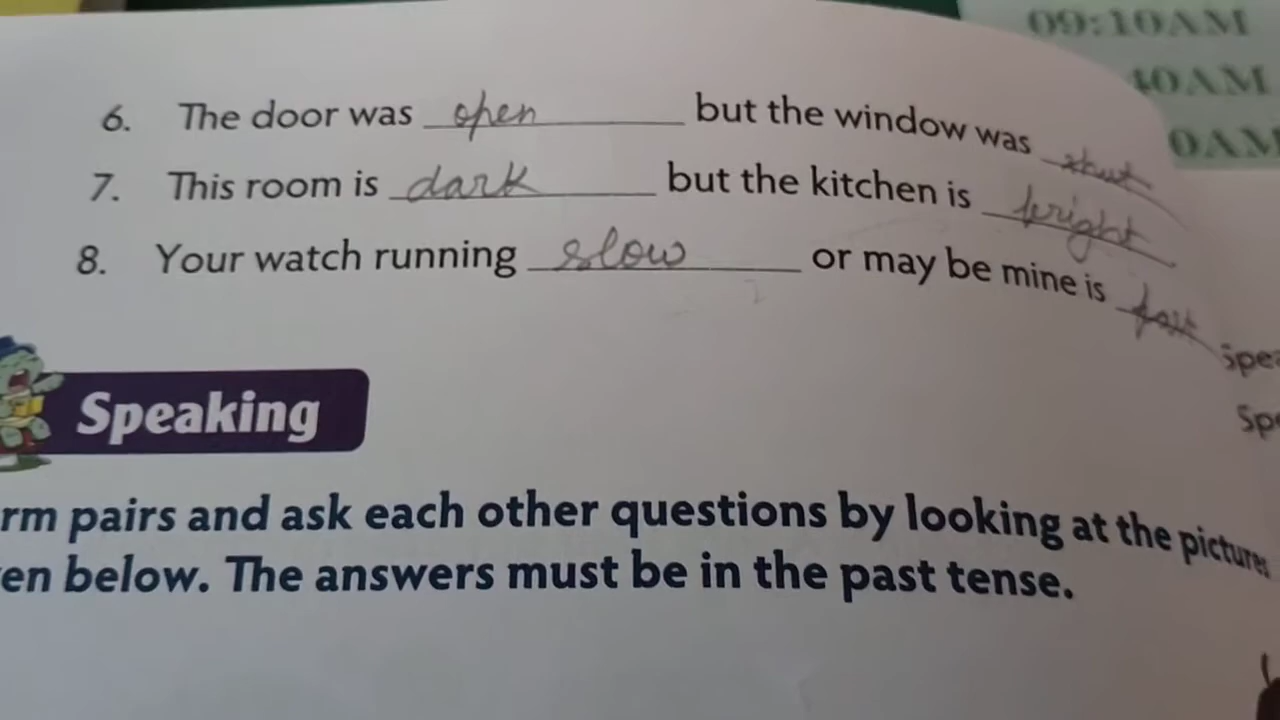 09:10AM
40AM
0AM
6. The door was open but the window was shut
7. This room is dark but the kitchen is bright
8. Your watch running slow or may be mine is fast
Spea
Sp
Speaking
rm pairs and ask each other questions by looking at the pictures
en below. The answers must be in the past tense.